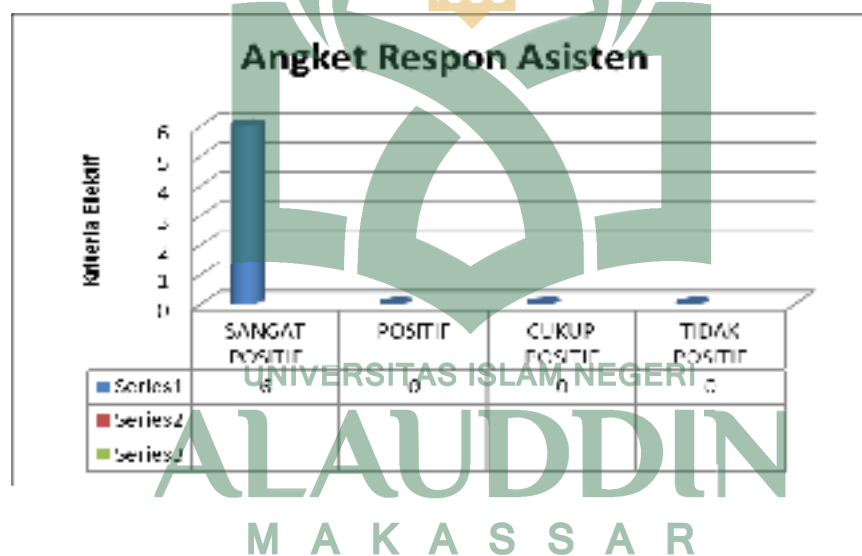 Angket Respon Asisten
Kriteria Efektif
6
5
4
3
2
1
0
SANGAT POSITIF
POSITIF
CUKUP POSITIF
TIDAK POSITIF
Series1 6 0 0 0
Series2
Series3
UNIVERSITAS ISLAM NEGERI
ALAUDDIN
MAKASSAR